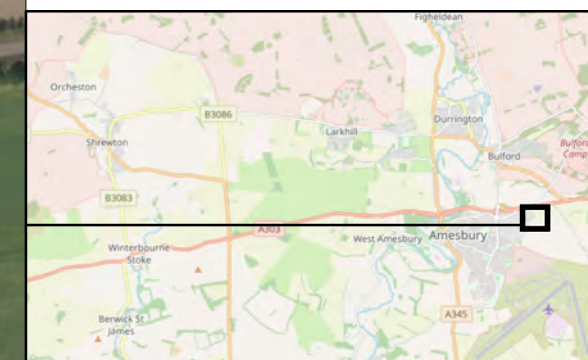 Figheldean
Orcheston
B3086
Durrington
Larkhill
Shrewton
Bulford
Bulford
Camp
B3083
A303
West Amesbury
Amesbury
Winterbourne
Stoke
A345
Berwick St
James